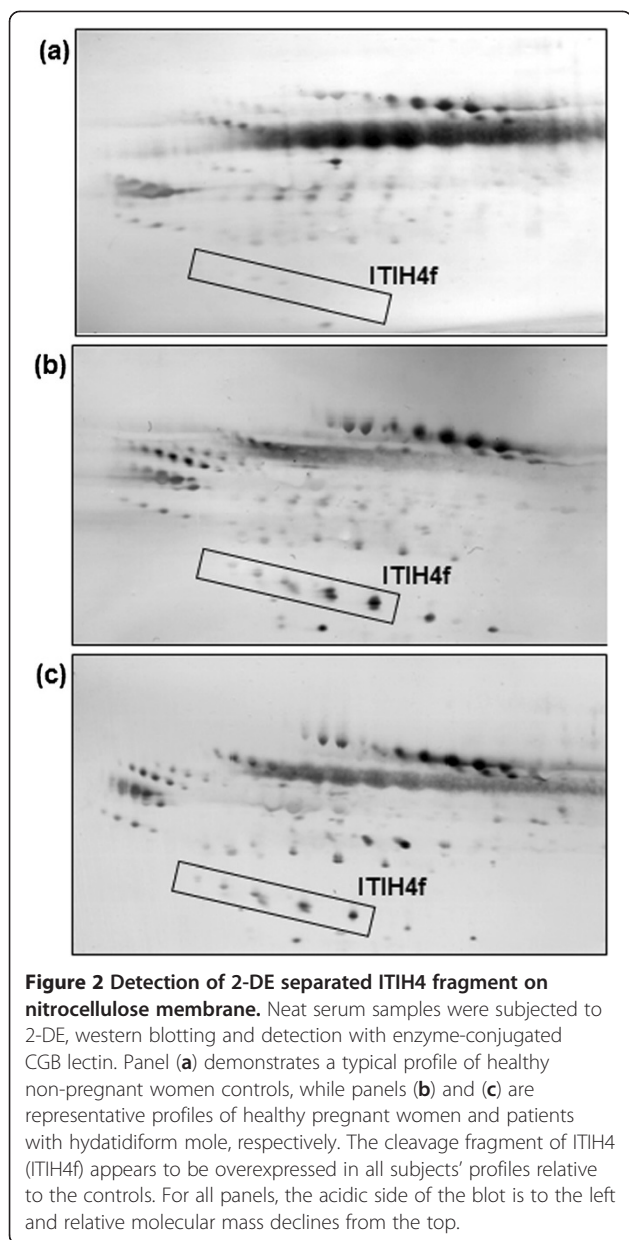 (a)
ITIH4f
(b)
ITIH4f
(c)
ITIH4f
Figure 2 Detection of 2-DE separated ITIH4 fragment on
nitrocellulose membrane. Neat serum samples were subjected to
2-DE, western blotting and detection with enzyme-conjugated
CGB lectin. Panel (a) demonstrates a typical profile of healthy
non-pregnant women controls, while panels (b) and (c) are
representative profiles of healthy pregnant women and patients
with hydatidiform mole, respectively. The cleavage fragment of ITIH4
(ITIH4f) appears to be overexpressed in all subjects’ profiles relative
to the controls. For all panels, the acidic side of the blot is to the left
and relative molecular mass declines from the top.